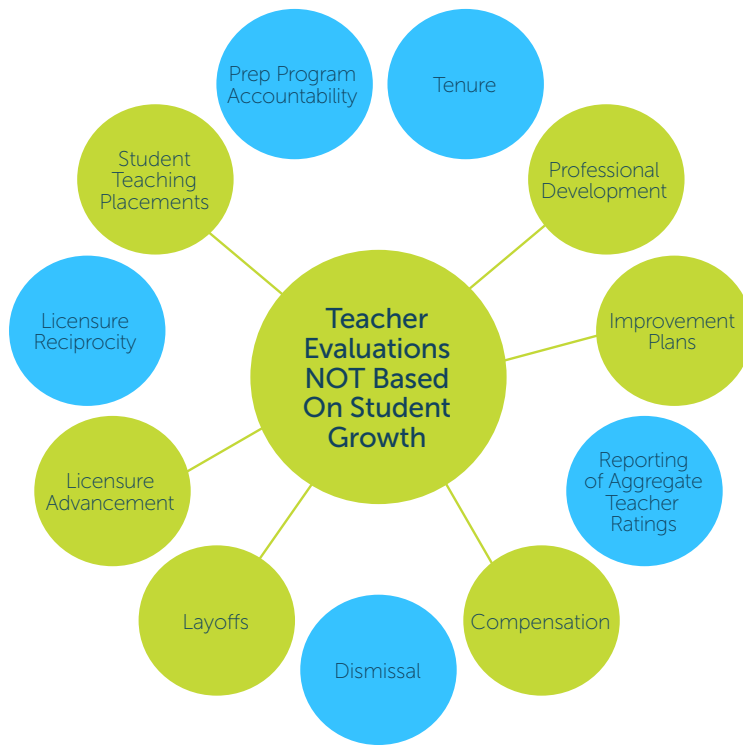 Prep Program
Accountability
Tenure
Student
Teaching
Placements
Professional
Development
Licensure
Reciprocity
Teacher
Evaluations
NOT Based
On Student
Growth
Improvement
Plans
Licensure
Advancement
Reporting
of Aggregate
Teacher
Ratings
Layoffs
Compensation
Dismissal